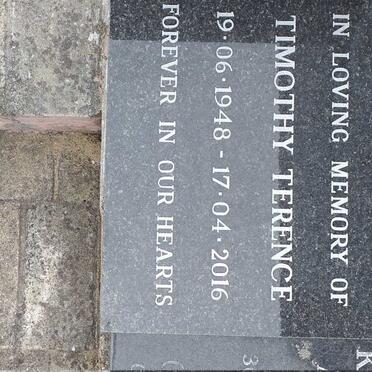 IN LOVING MEMORY OF
TIMOTHY TERENCE
19·06·1948 - 17·04·2016
FOREVER IN OUR HEARTS